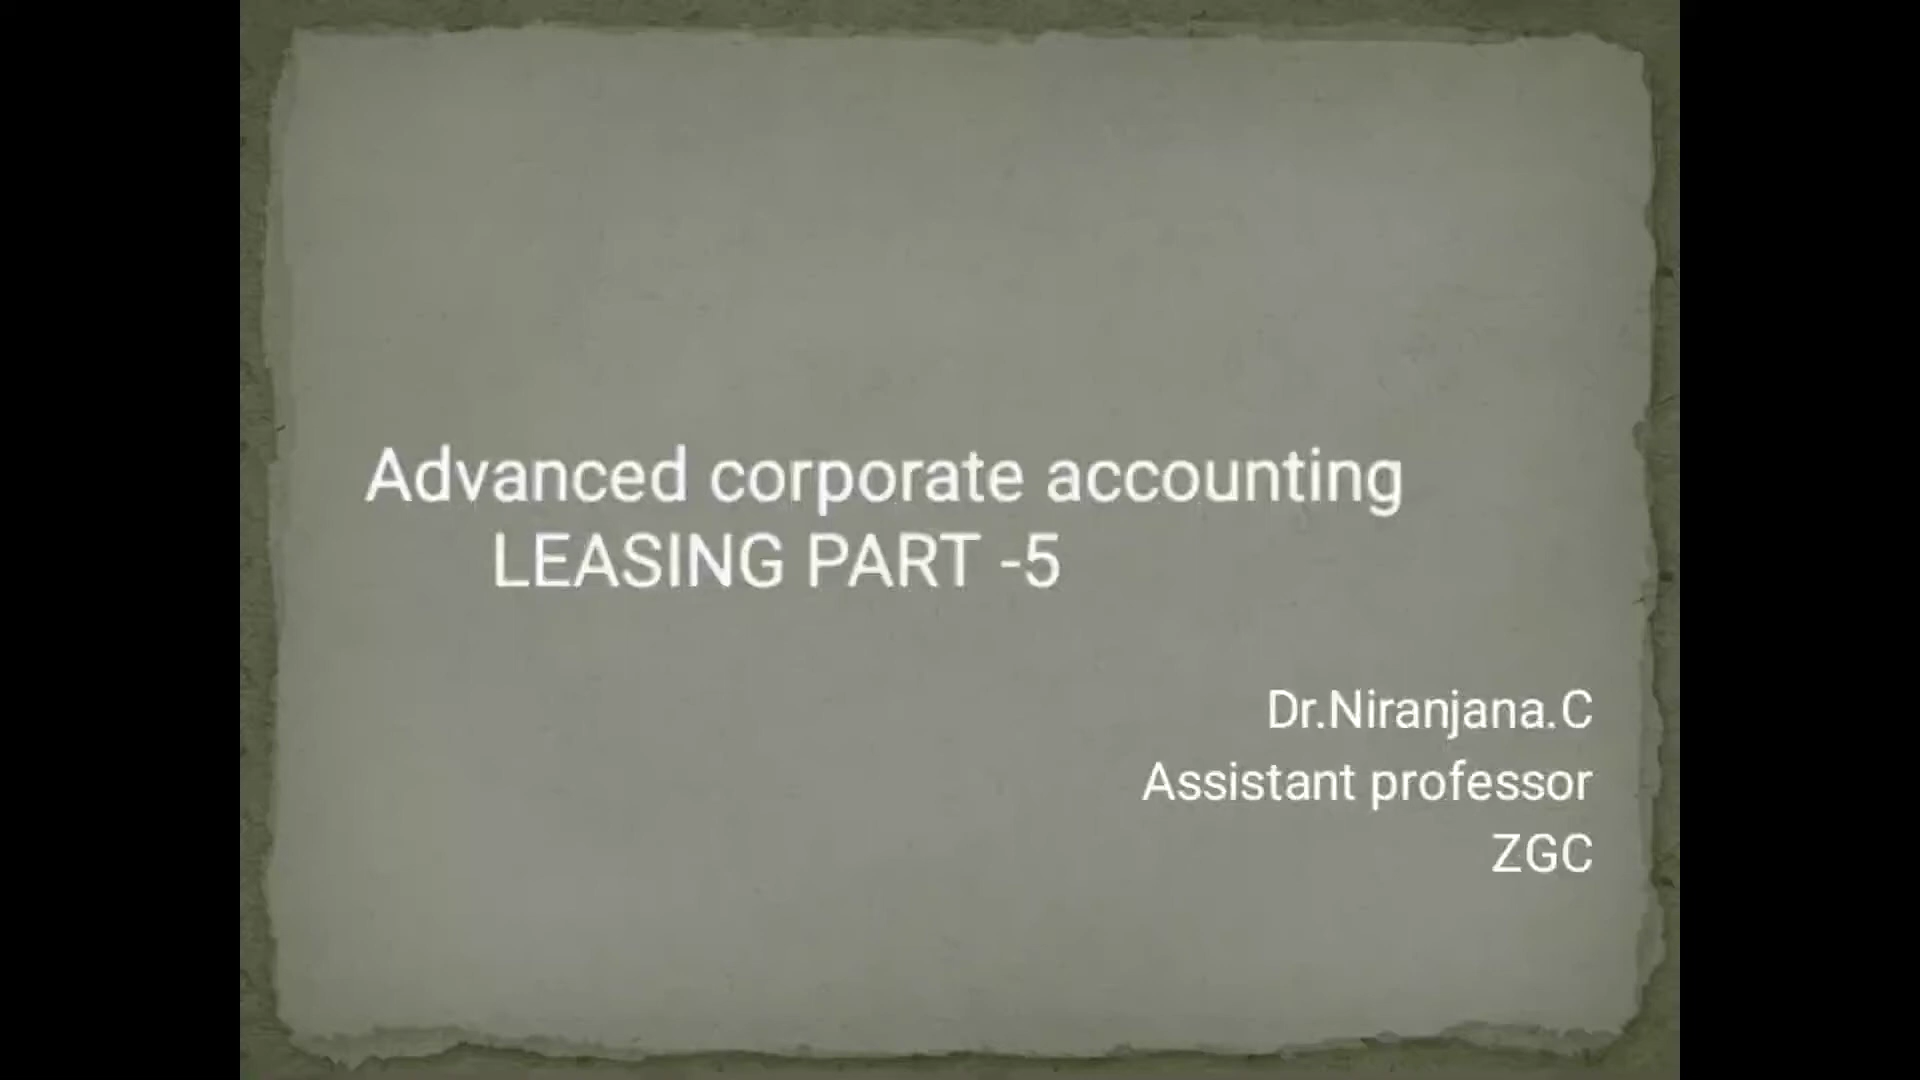 Advanced corporate accounting
LEASING PART -5
Dr.Niranjana.C
Assistant professor
ZGC